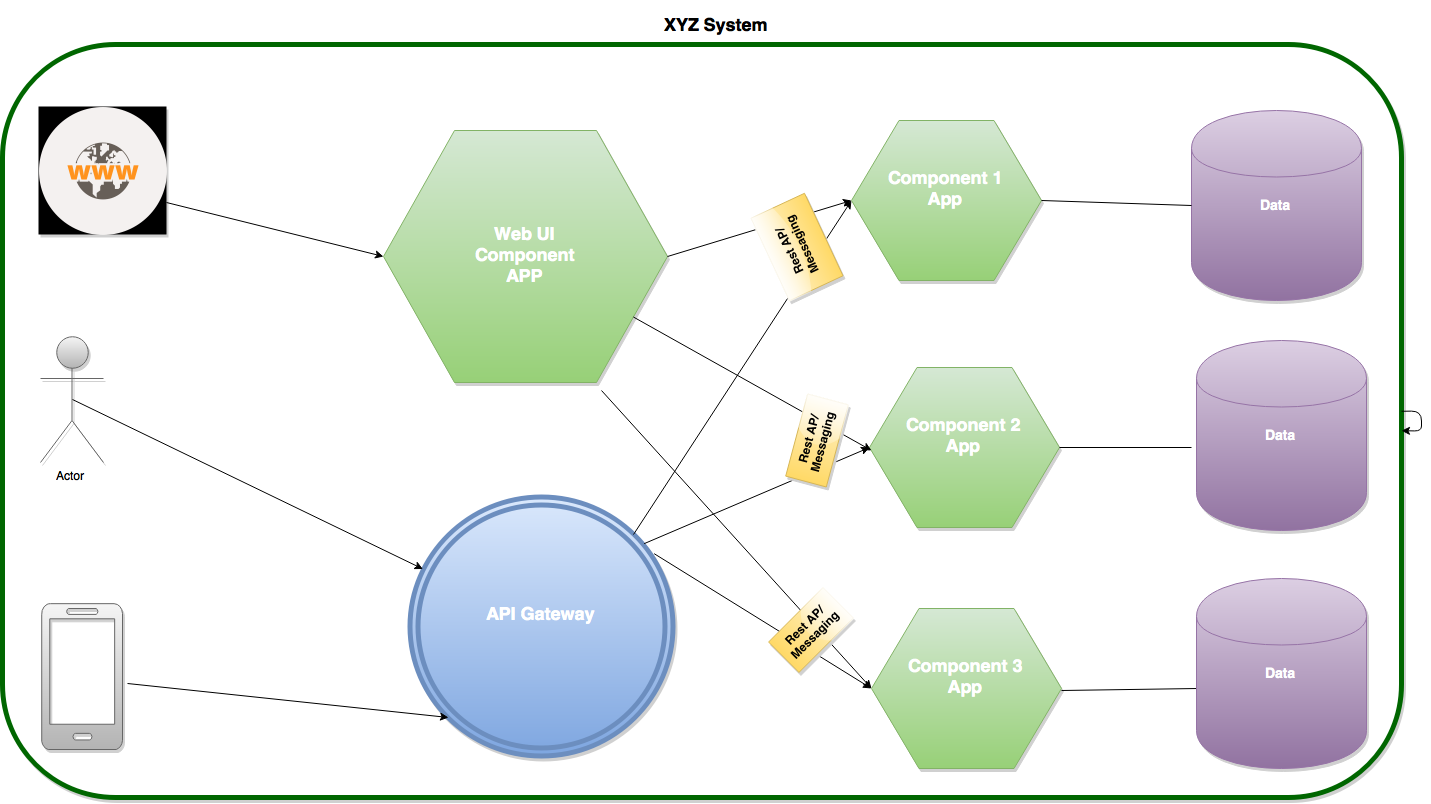 XYZ System
WWW
Web UI
Component
APP
Rest AP/
Messaging
Component 1
App
Data
Actor
Rest AP/
Messaging
Component 2
App
Data
API Gateway
Rest AP/
Messaging
Component 3
App
Data